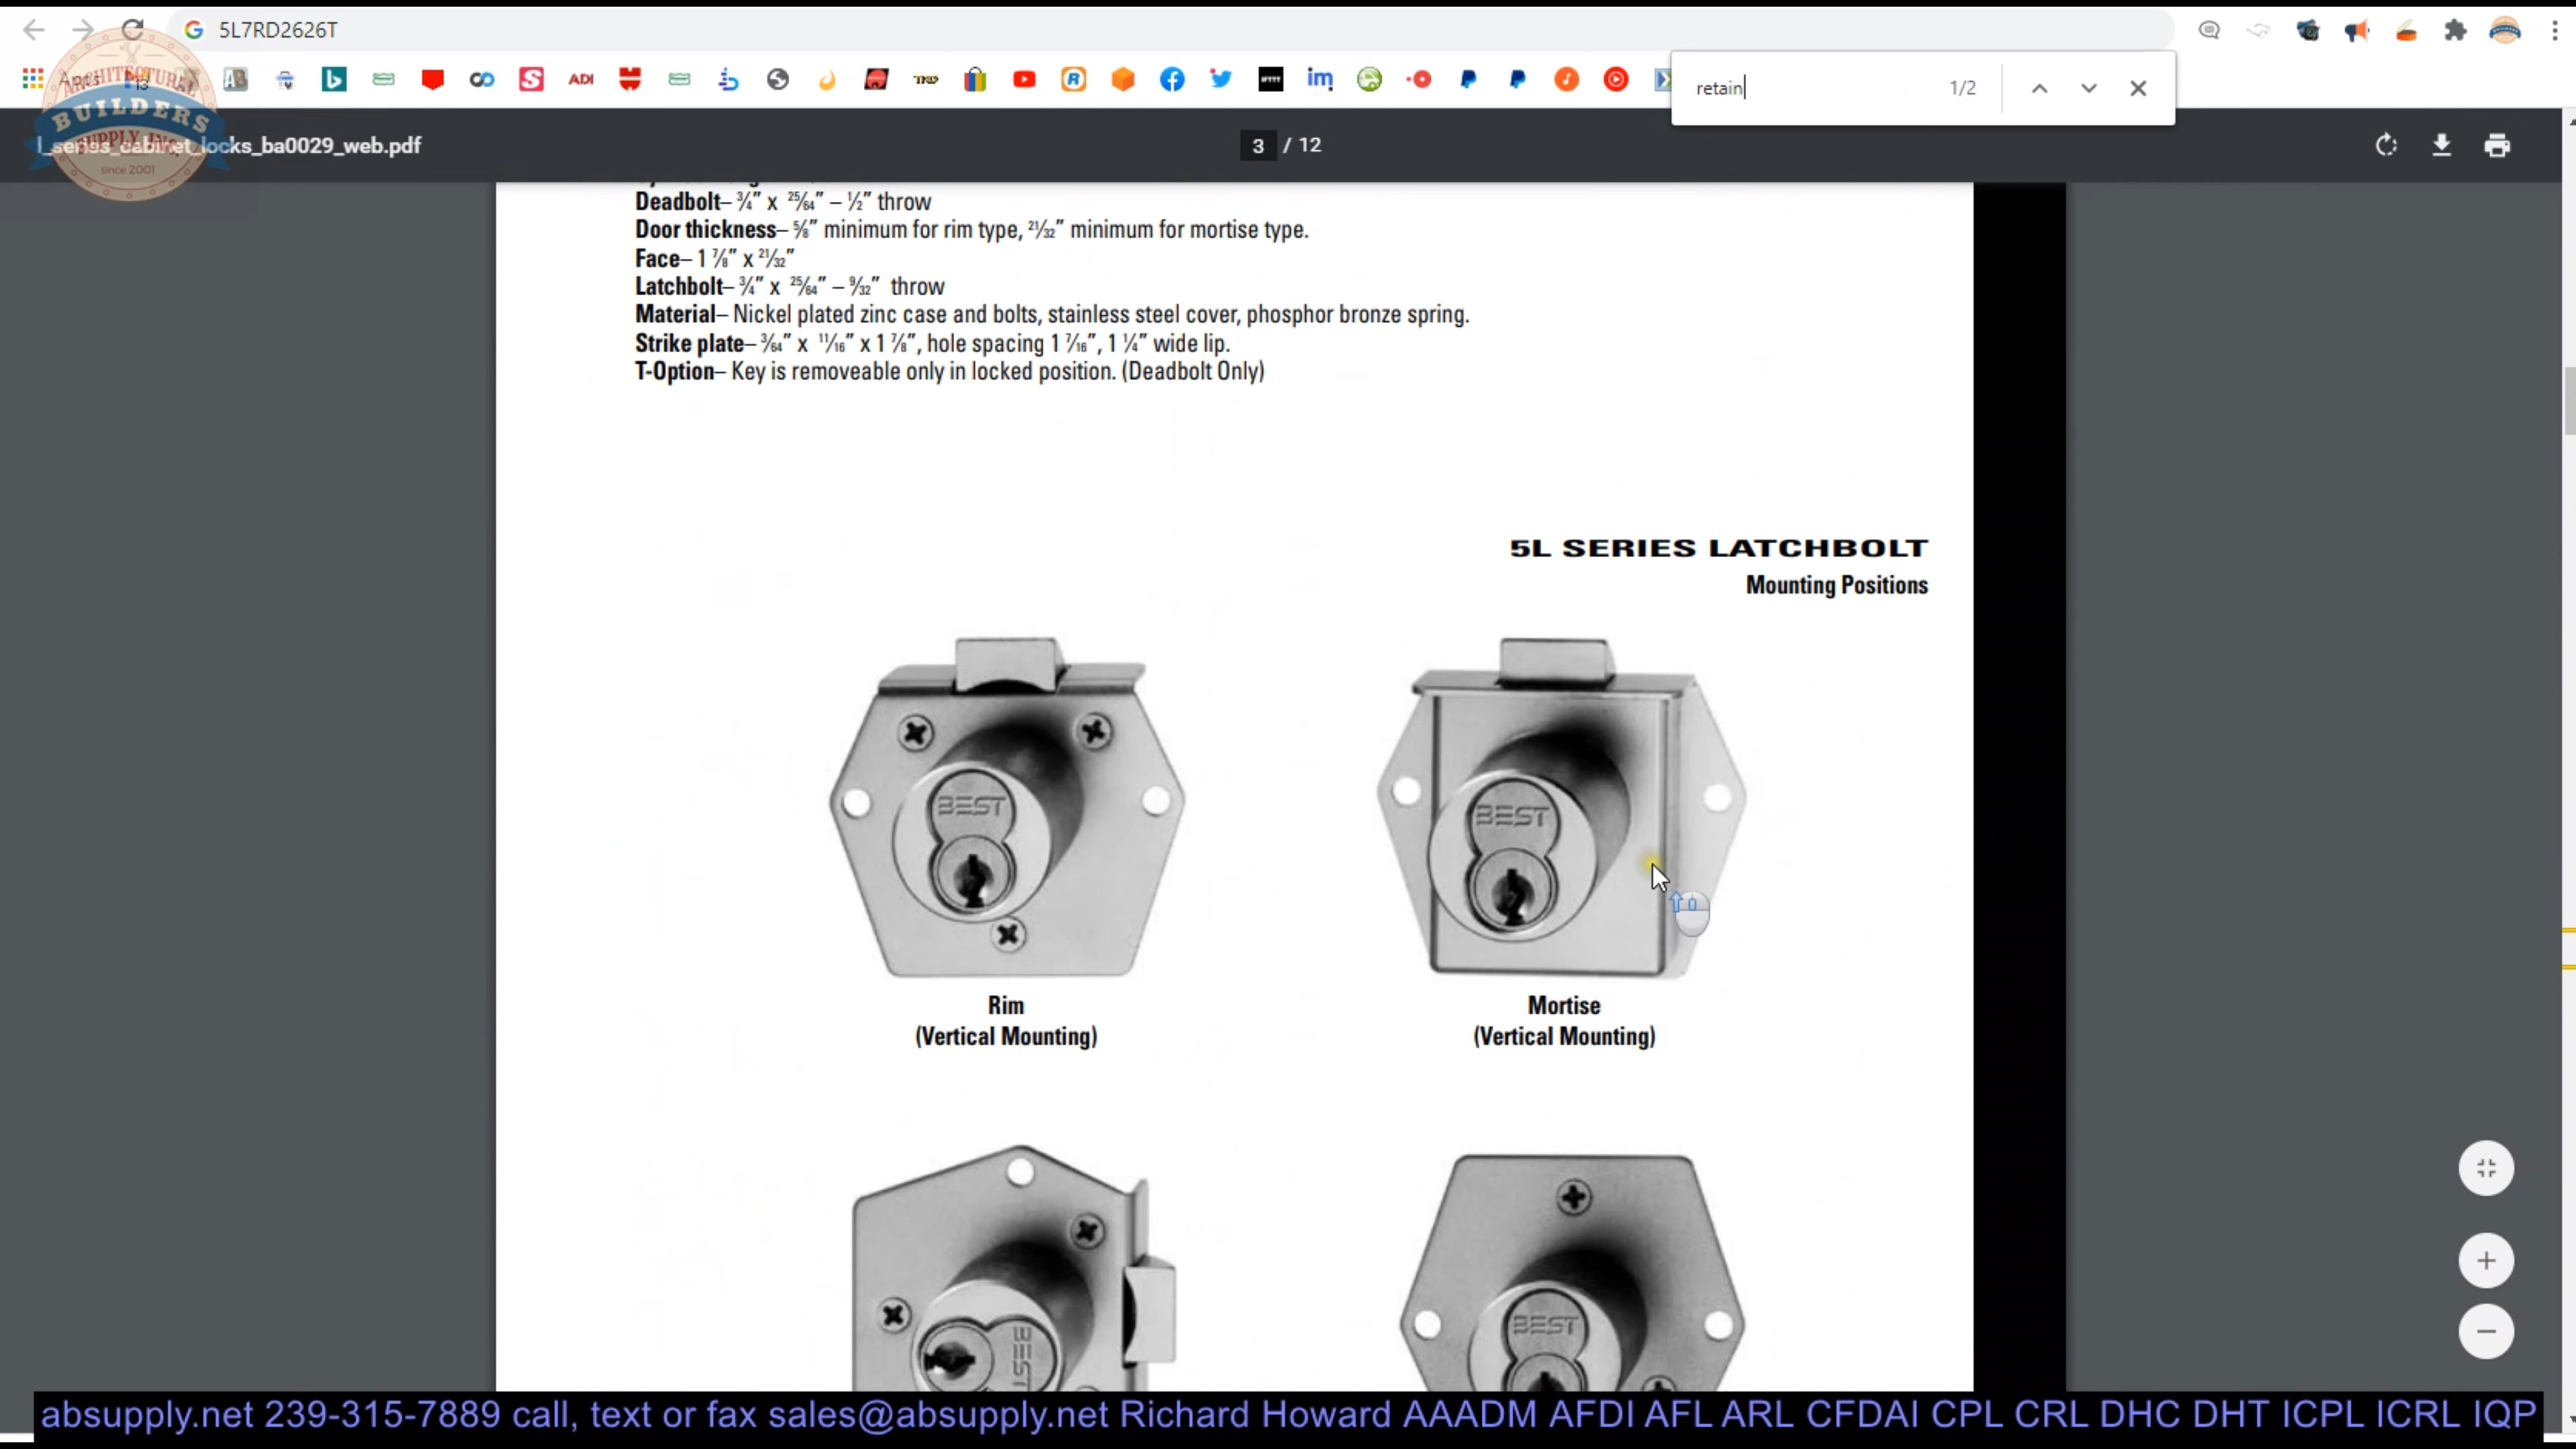 5L7RD2626T
retain 1/2
ARCHITECTURAL
BUILDERS
SUPPLY INC.
since 2001
l_series_cabinet_locks_ba0029_web.pdf
3 / 12
Deadbolt– ¾" x 25⁄64" – ½" throw
Door thickness– ⅝" minimum for rim type, 21⁄32" minimum for mortise type.
Face– 1 ⅞" x 21⁄32"
Latchbolt– ¾" x 25⁄64" – 9⁄32" throw
Material– Nickel plated zinc case and bolts, stainless steel cover, phosphor bronze spring.
Strike plate– 3⁄64" x 11⁄16" x 1 ⅞", hole spacing 1 7⁄16", 1 ¼" wide lip.
T-Option– Key is removeable only in locked position. (Deadbolt Only)
5L SERIES LATCHBOLT
Mounting Positions
BEST
BEST
Rim
(Vertical Mounting)
Mortise
(Vertical Mounting)
BEST
BEST
absupply.net 239-315-7889 call, text or fax sales@absupply.net Richard Howard AAADM AFDI AFL ARL CFDAI CPL CRL DHC DHT ICPL ICRL IQP